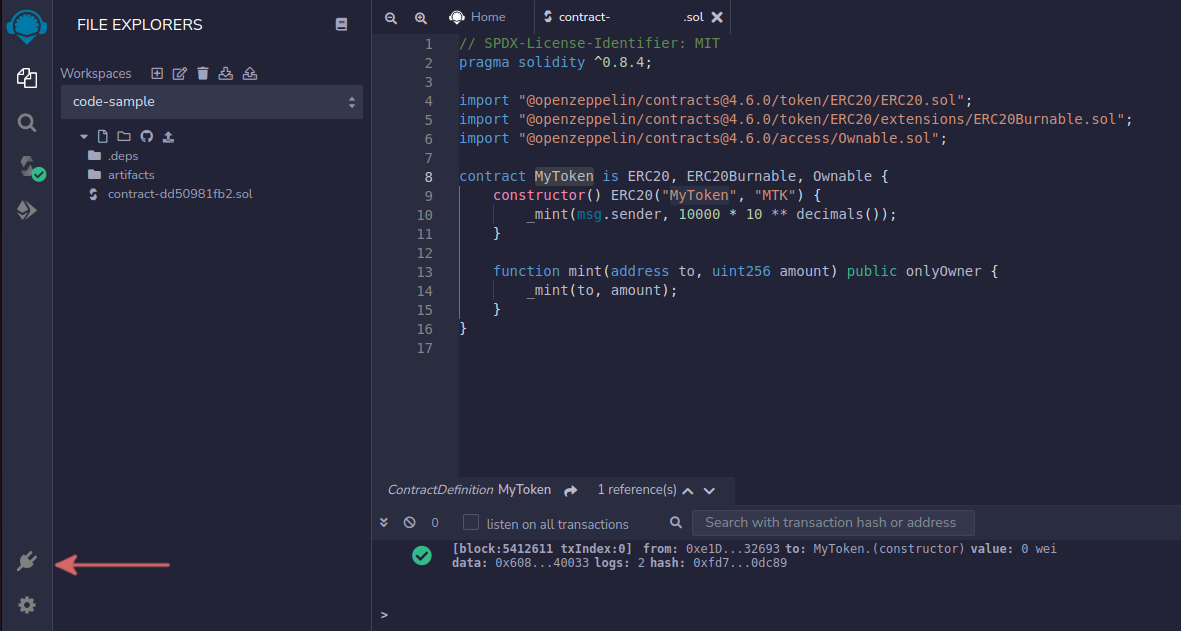 FILE EXPLORERS
Workspaces
code-sample
.deps
artifacts
contract-dd50981fb2.sol
Home
contract- .sol
1 // SPDX-License-Identifier: MIT
2 pragma solidity ^0.8.4;
3
4 import "@openzeppelin/contracts@4.6.0/token/ERC20/ERC20.sol";
5 import "@openzeppelin/contracts@4.6.0/token/ERC20/extensions/ERC20Burnable.sol";
6 import "@openzeppelin/contracts@4.6.0/access/Ownable.sol";
7
8 contract MyToken is ERC20, ERC20Burnable, Ownable {
9 constructor() ERC20("MyToken", "MTK") {
10 _mint(msg.sender, 10000 * 10 ** decimals());
11 }
12
13 function mint(address to, uint256 amount) public onlyOwner {
14 _mint(to, amount);
15 }
16 }
17
ContractDefinition MyToken 1 reference(s)
0 listen on all transactions Search with transaction hash or address
[block:5412611 txIndex:0] from: 0xe1D...32693 to: MyToken.(constructor) value: 0 wei
data: 0x608...40033 logs: 2 hash: 0xfd7...0dc89
>